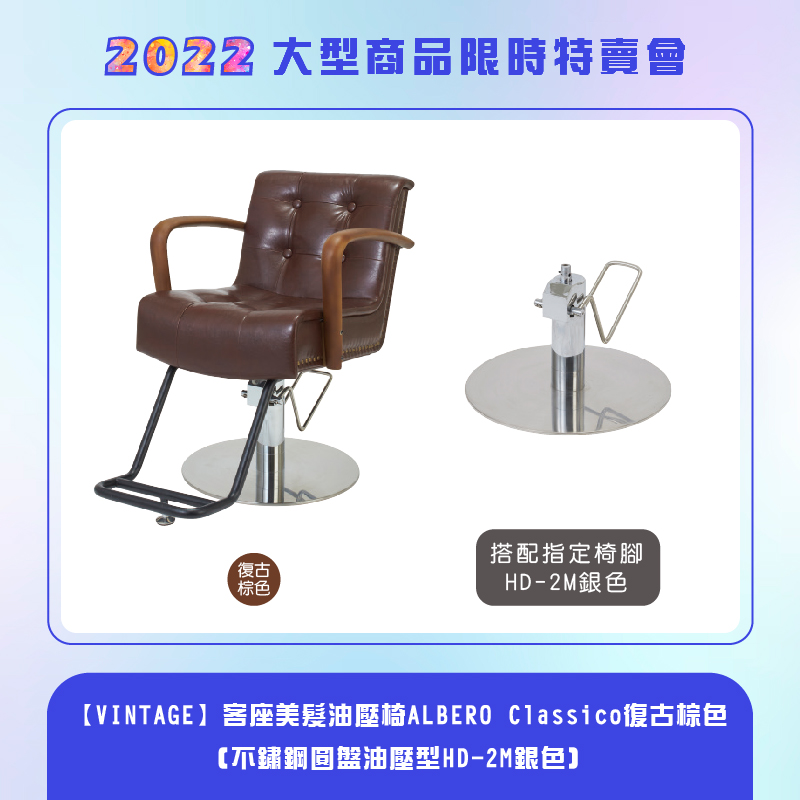 2022 大型商品限時特賣會
復古
棕色
搭配指定椅腳
HD-2M銀色
【VINTAGE】客座美髮油壓椅ALBERO Classico復古棕色
(不鏽鋼圓盤油壓型HD-2M銀色)